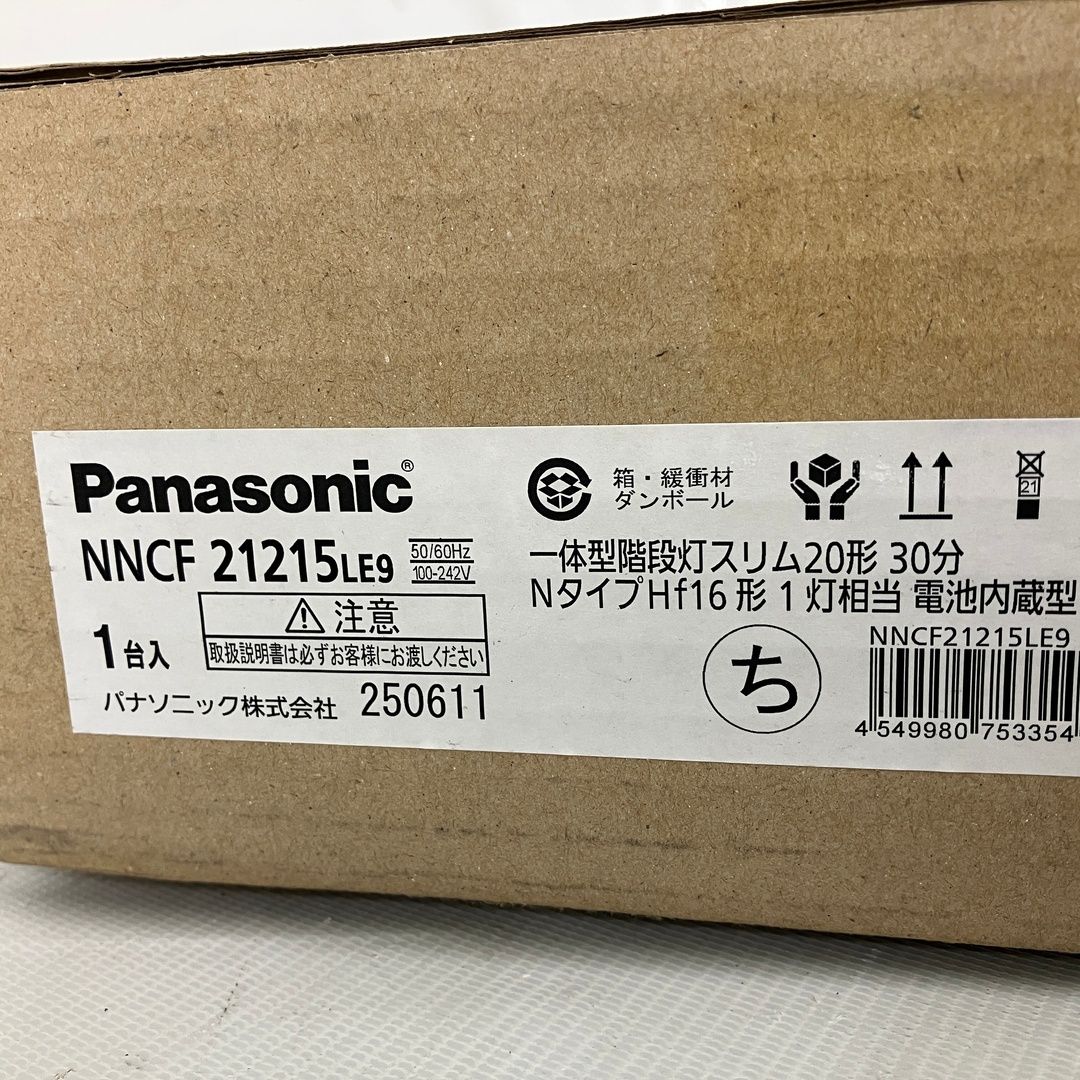 Panasonic®
NNCF 21215LE9 50/60Hz
100-242V
⚠注意
取扱説明書は必ずお客様にお渡しください
1台入
パナソニック株式会社 250611
箱・緩衝材
ダンボール
21
一体型階段灯スリム20形 30分
NタイプHf16形1灯相当 電池内蔵型
ち
NNCF21215LE9
4 549980 753354